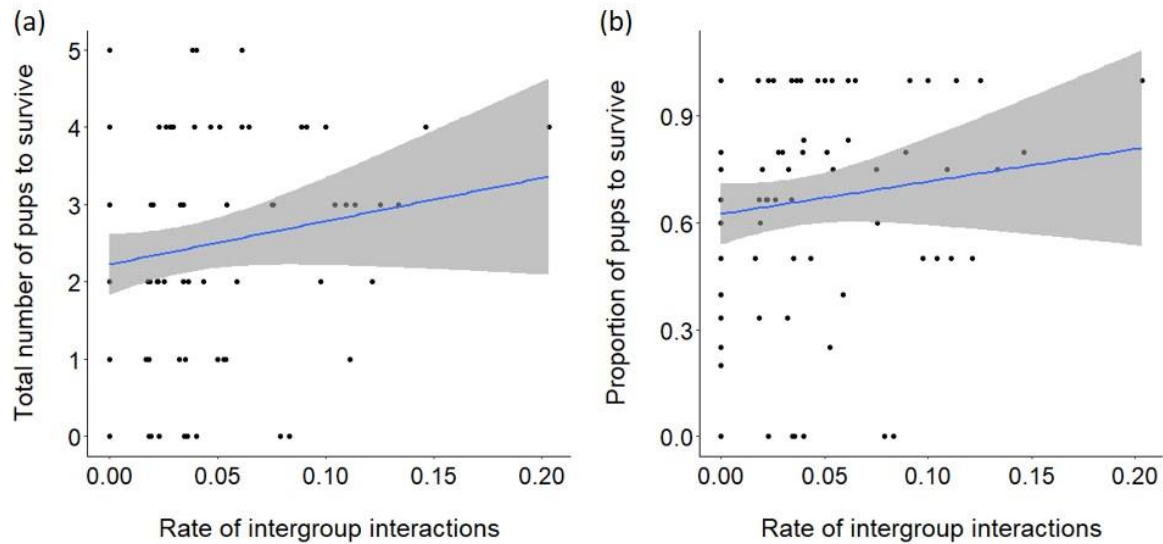 (a)
Total number of pups to survive
5
4
3
2
1
0
0.00 0.05 0.10 0.15 0.20
Rate of intergroup interactions
(b)
Proportion of pups to survive
0.9
0.6
0.3
0.0
0.00 0.05 0.10 0.15 0.20
Rate of intergroup interactions